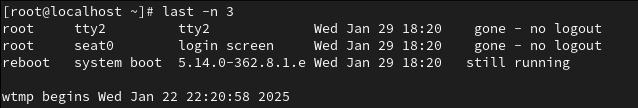 [root@localhost ~]# last -n 3
root     tty2         tty2             Wed Jan 29 18:20    gone - no logout
root     seat0        login screen     Wed Jan 29 18:20    gone - no logout
reboot   system boot  5.14.0-362.8.1.e Wed Jan 29 18:20   still running
wtmp begins Wed Jan 22 22:20:58 2025